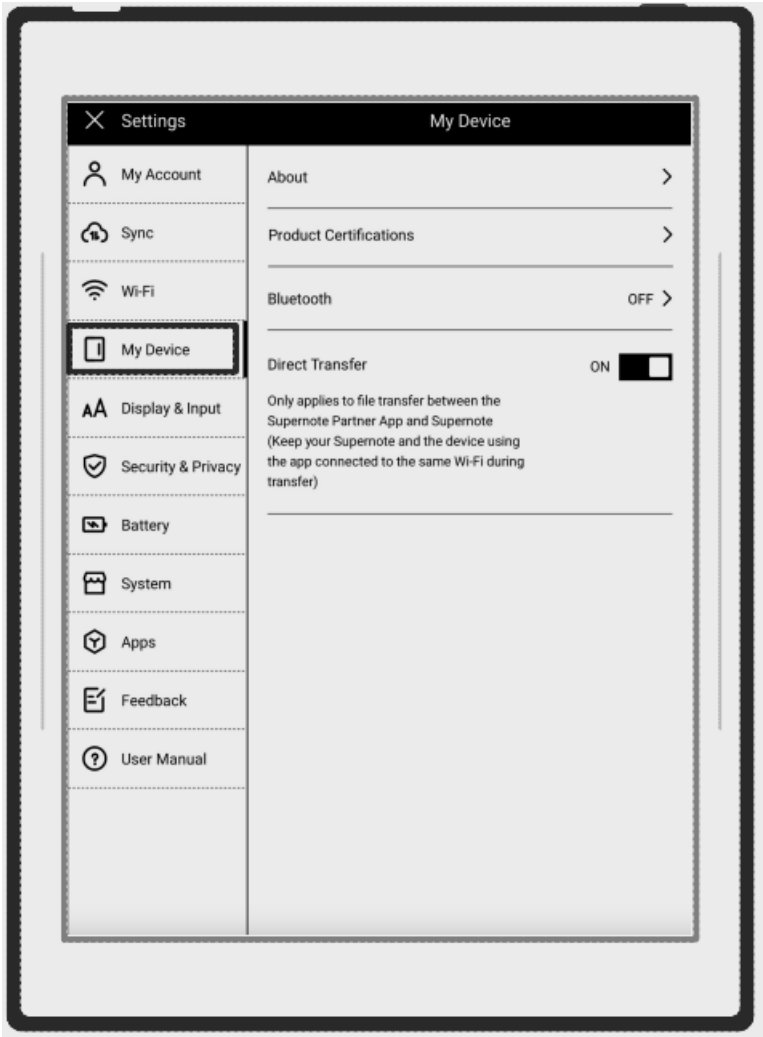 Settings
My Device
My Account
Sync
Wi-Fi
My Device
Display & Input
Security & Privacy
Battery
System
Apps
Feedback
User Manual
About
Product Certifications
Bluetooth OFF
Direct Transfer ON
Only applies to file transfer between the
Supernote Partner App and Supernote
(Keep your Supernote and the device using
the app connected to the same Wi-Fi during
transfer)